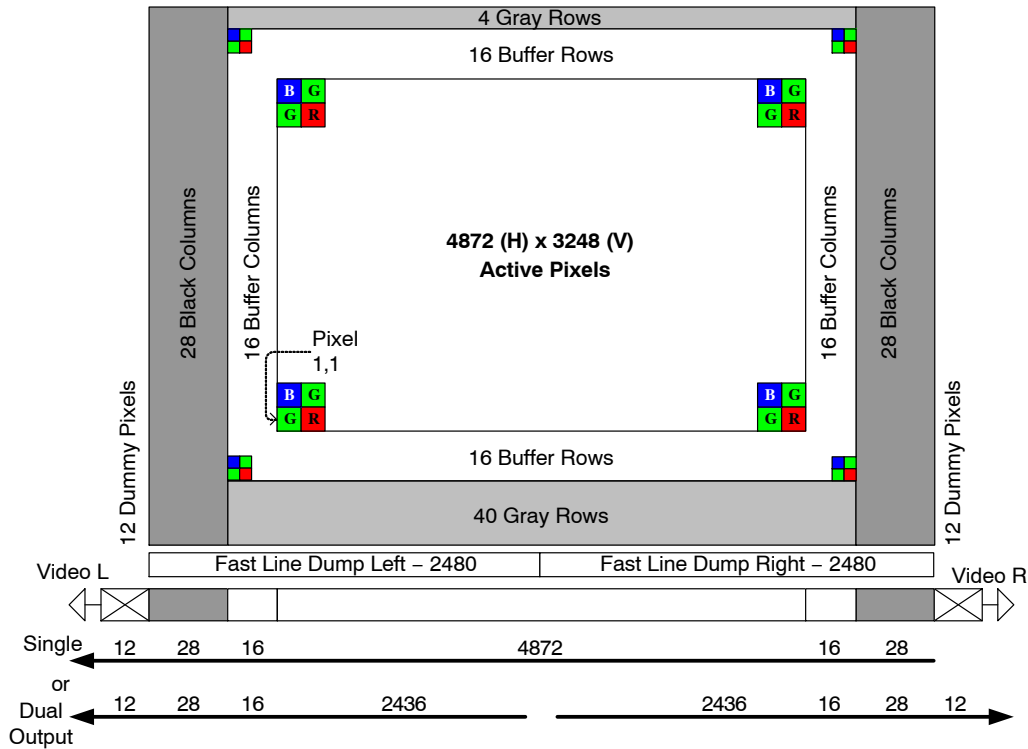 4 Gray Rows
16 Buffer Rows
B G
G R
B G
G R
28 Black Columns
16 Buffer Columns
4872 (H) x 3248 (V)
Active Pixels
16 Buffer Columns
28 Black Columns
Pixel
1,1
B G
G R
B G
G R
12 Dummy Pixels
16 Buffer Rows
12 Dummy Pixels
40 Gray Rows
Fast Line Dump Left − 2480
Fast Line Dump Right − 2480
Video L
Video R
Single 12 28 16 4872 16 28
or
Dual 12 28 16 2436 2436 16 28 12
Output